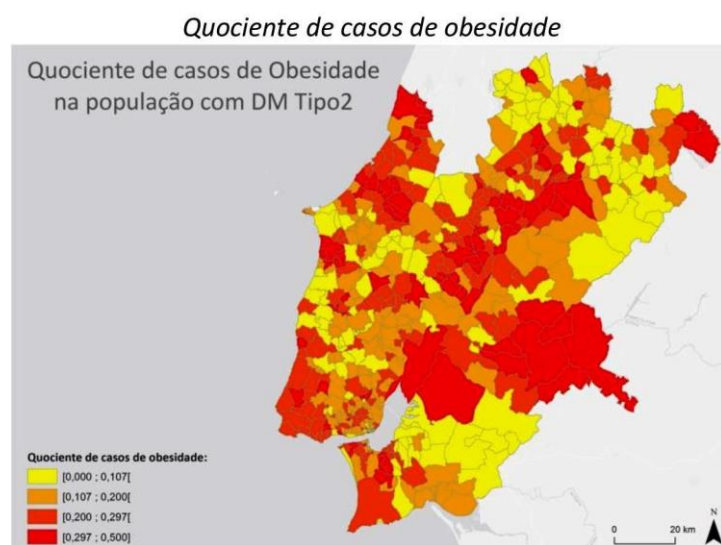 Quociente de casos de obesidade
Quociente de casos de Obesidade
na população com DM Tipo2
Quociente de casos de obesidade:
[0,000 ; 0,107[
[0,107 ; 0,200[
[0,200 ; 0,297[
[0,297 ; 0,500]
N
0 20 km